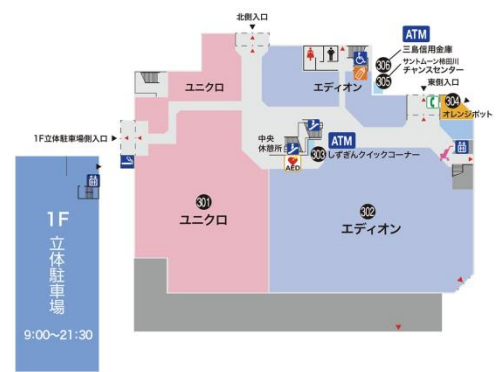 北側入口
ATM
三島信用金庫
306
サントムーン柿田川
チャンスセンター
305
東側入口
ユニクロ
エディオン
304
オレンジポット
1F立体駐車場側入口
中央
休憩所
ATM
303
しずぎんクイックコーナー
AED
301
ユニクロ
302
エディオン
1F
立体駐車場
9:00～21:30